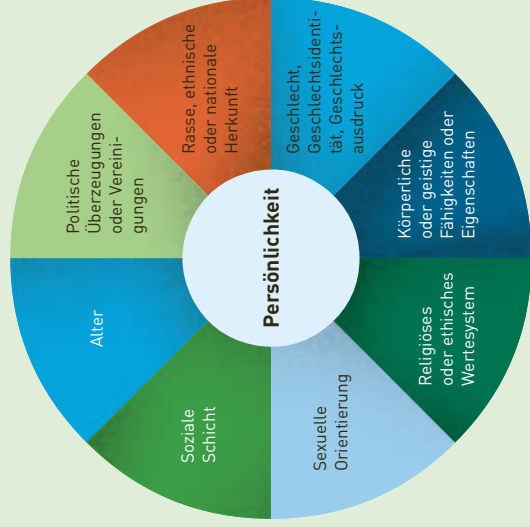 Persönlichkeit
Rasse, ethnische
oder nationale
Herkunft
Geschlecht,
Geschlechtsidenti-
tät, Geschlechts-
ausdruck
Körperliche
oder geistige
Fähigkeiten oder
Eigenschaften
Religiöses
oder ethisches
Wertesystem
Sexuelle
Orientierung
Soziale
Schicht
Alter
Politische
Überzeugungen
oder Vereini-
gungen